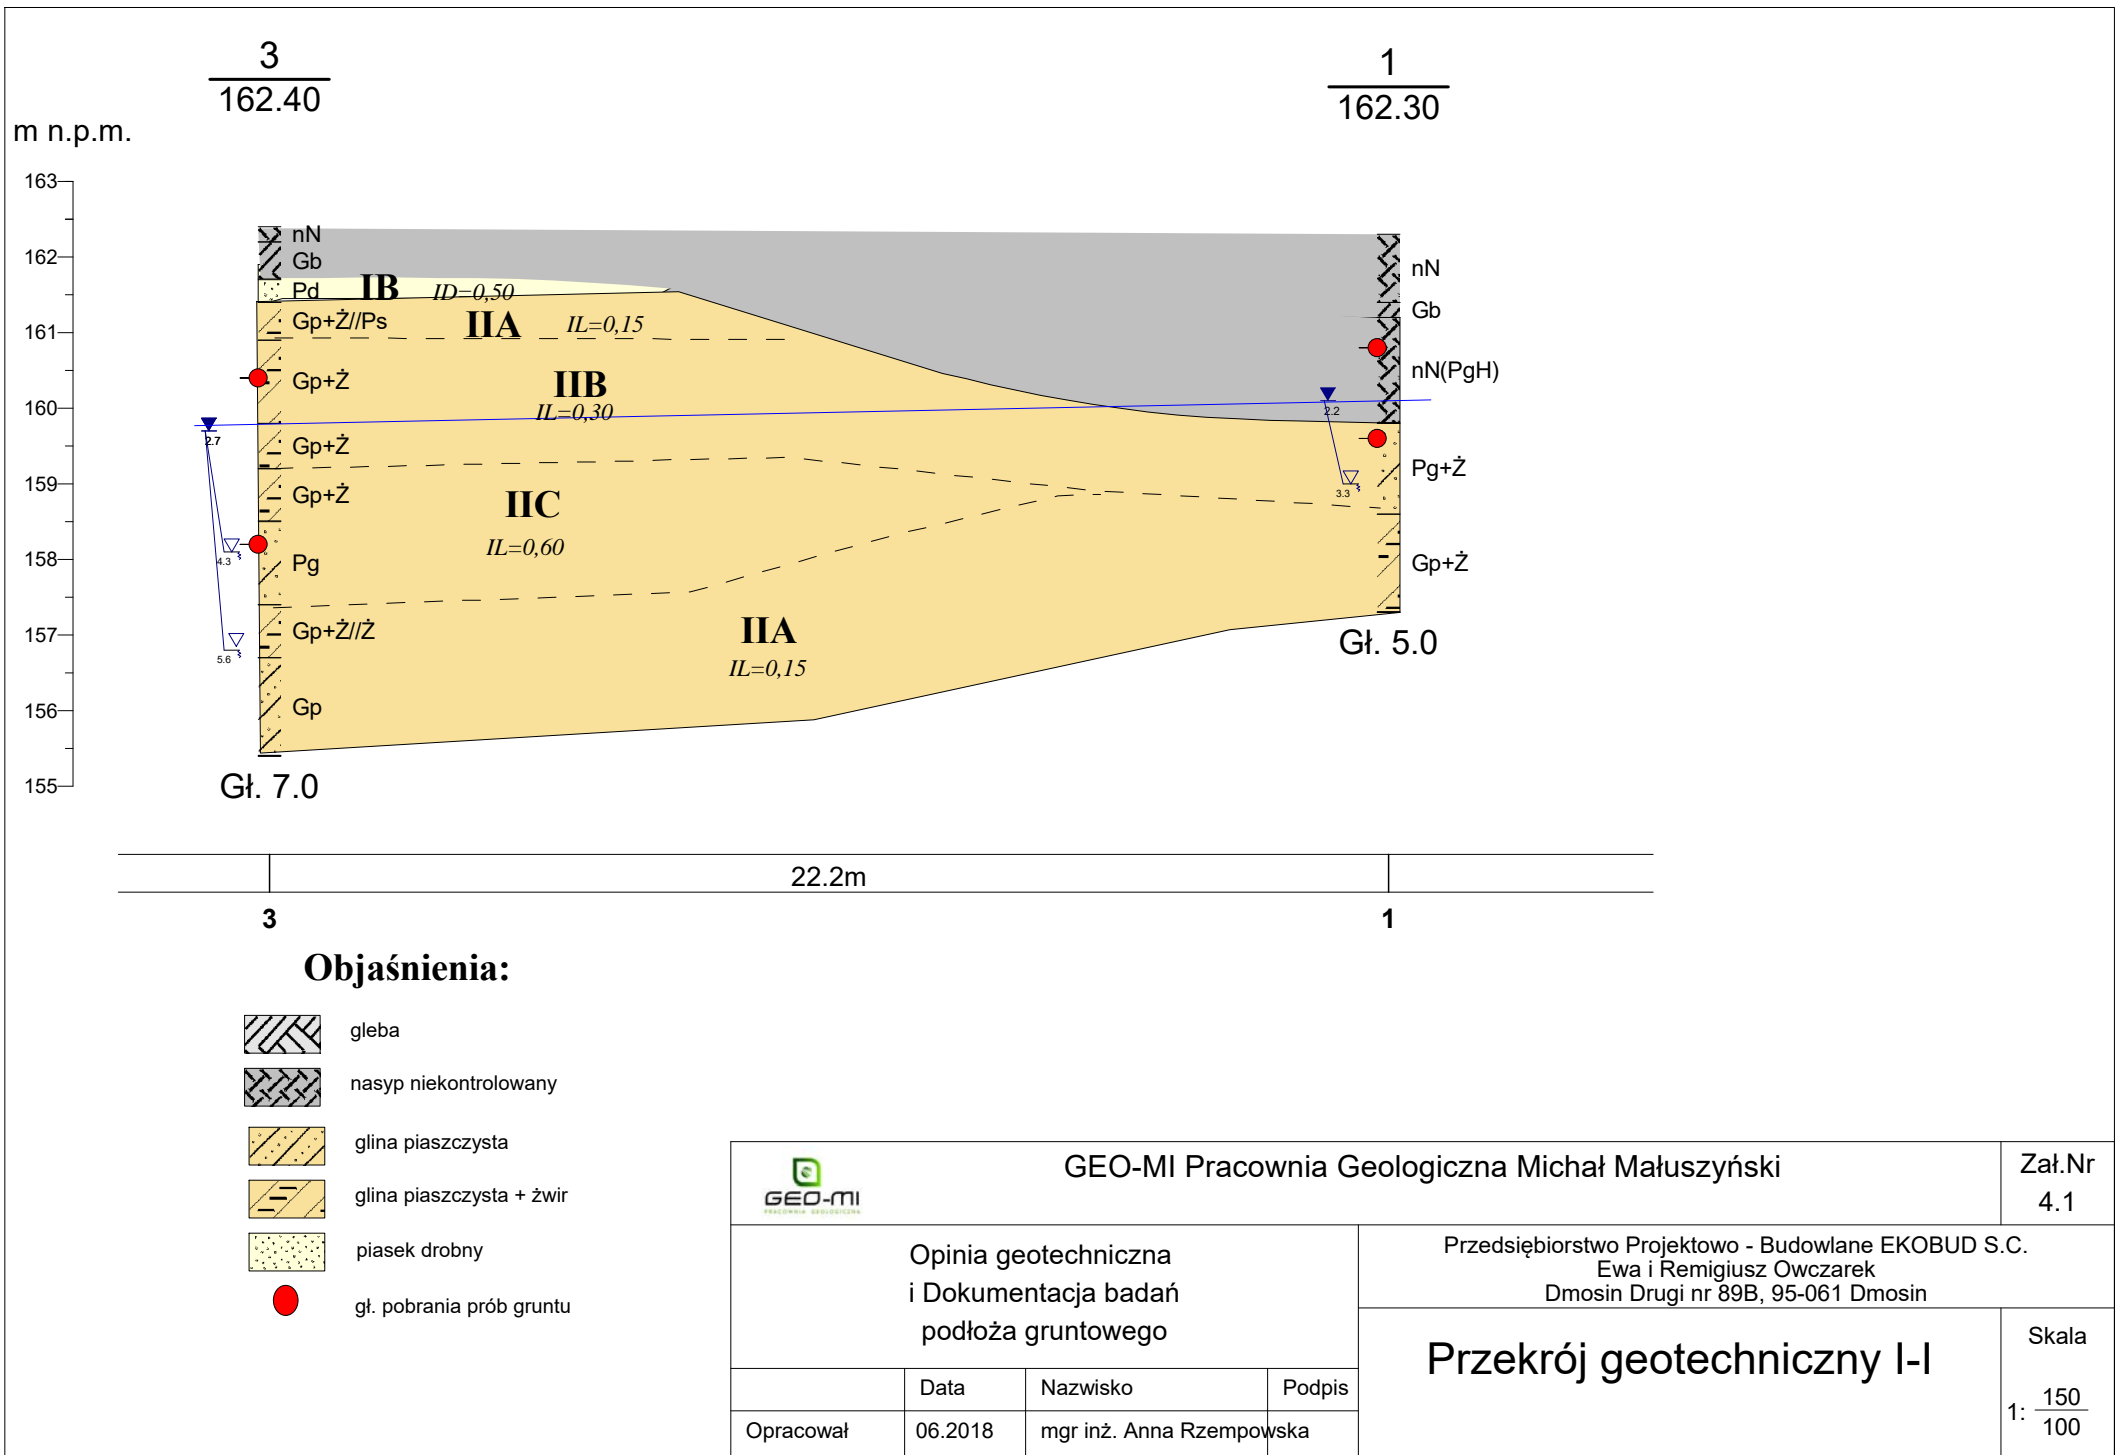 3
162.40
1
162.30
m n.p.m.
163
162
161
160
159
158
157
156
155
nN
Gb
Pd
Gp+Ż//Ps
Gp+Ż
Gp+Ż
Gp+Ż
Pg
Gp+Ż//Ż
Gp
IB ID=0,50
IIA IL=0,15
IIB
IL=0,30
IIC
IL=0,60
IIA
IL=0,15
2.7
4.3
5.6
2.2
3.3
nN
Gb
nN(PgH)
Pg+Ż
Gp+Ż
Gł. 5.0
Gł. 7.0
22.2m
3
1
Objaśnienia:
gleba
nasyp niekontrolowany
glina piaszczysta
glina piaszczysta + żwir
piasek drobny
gł. pobrania prób gruntu
GEO-MI
PRACOWNIA GEOLOGICZNA
GEO-MI Pracownia Geologiczna Michał Małuszyński
Zał.Nr
4.1
Opinia geotechniczna
i Dokumentacja badań
podłoża gruntowego
Przedsiębiorstwo Projektowo - Budowlane EKOBUD S.C.
Ewa i Remigiusz Owczarek
Dmosin Drugi nr 89B, 95-061 Dmosin
Przekrój geotechniczny I-I
Skala
1: 150
100
Data Nazwisko Podpis
Opracował 06.2018 mgr inż. Anna Rzempowska